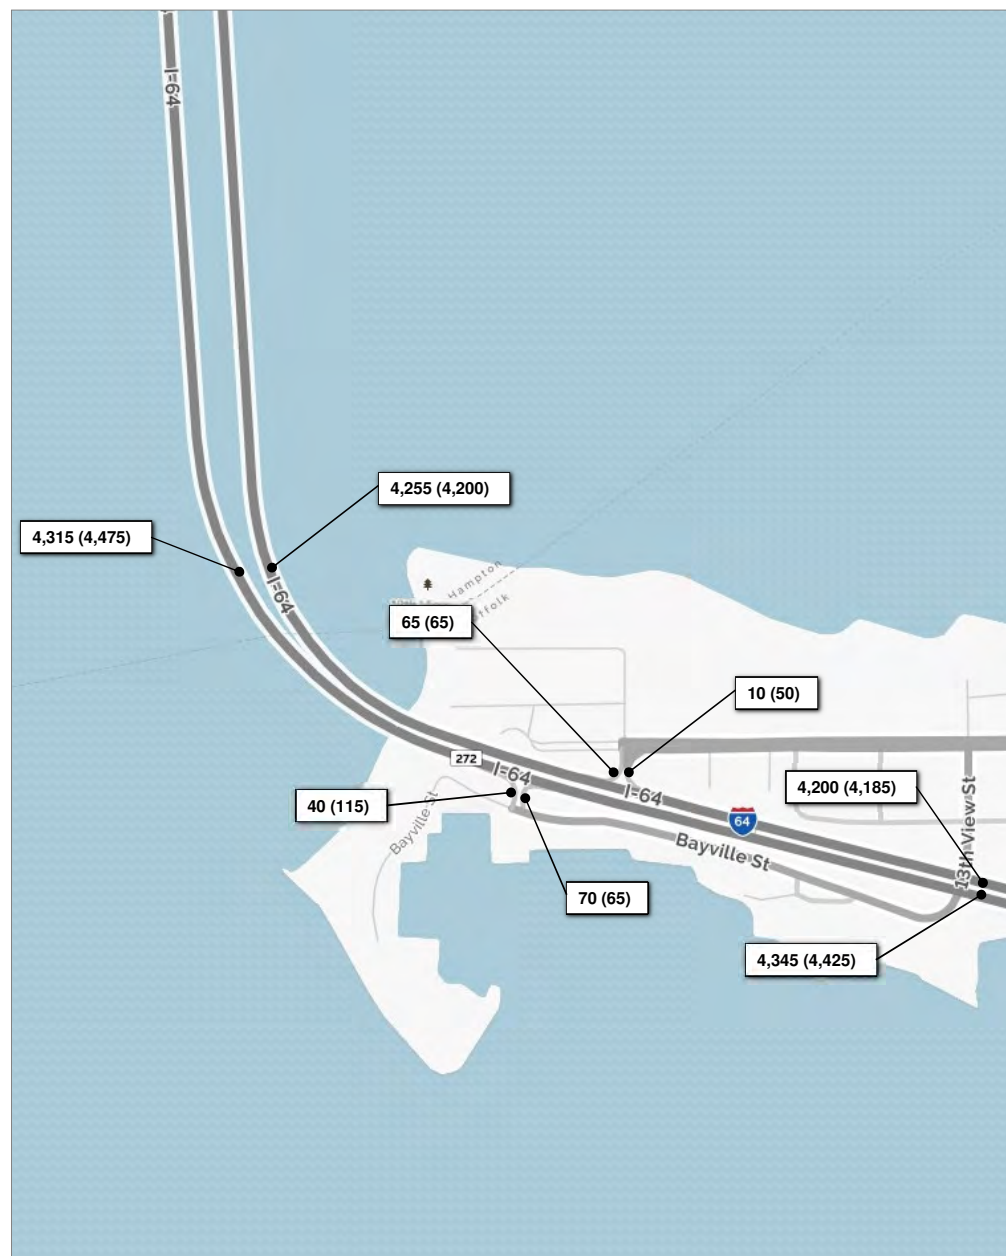 I-64
4,255 (4,200)
4,315 (4,475)
I-64
Hampton
65 (65)
10 (50)
272
I-64
I-64
4,200 (4,185)
40 (115)
Bayville St
64
Bayville St
13th View St
70 (65)
4,345 (4,425)